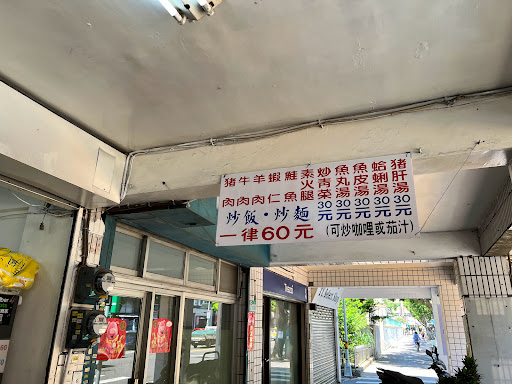 豬肉 牛肉 羊肉 蝦仁 鮭魚 素火腿
炒飯・炒麵
一律60元 (可炒咖哩或茄汁)
炒青菜30元
魚丸湯30元
魚皮湯30元
蛤蜊湯30元
豬肝湯30元